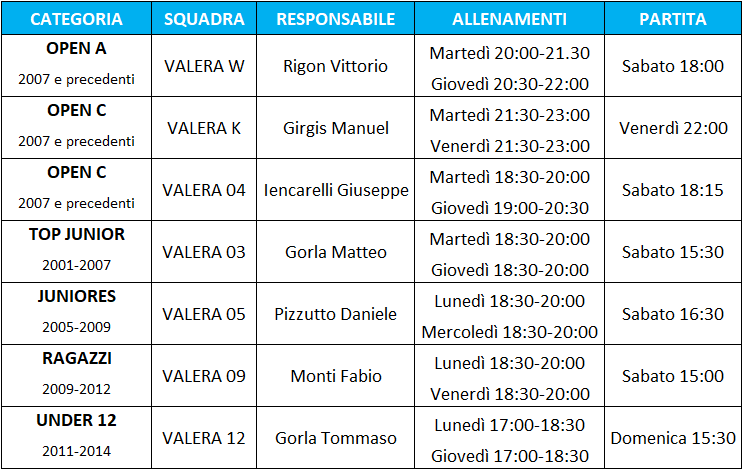 CATEGORIA SQUADRA RESPONSABILE ALLENAMENTI PARTITA
OPEN A
2007 e precedenti
VALERA W
Rigon Vittorio
Martedì 20:00-21.30
Giovedì 20:30-22:00
Sabato 18:00
OPEN C
2007 e precedenti
VALERA K
Girgis Manuel
Martedì 21:30-23:00
Venerdì 21:30-23:00
Venerdì 22:00
OPEN C
2007 e precedenti
VALERA 04
Iencarelli Giuseppe
Martedì 18:30-20:00
Giovedì 19:00-20:30
Sabato 18:15
TOP JUNIOR
2001-2007
VALERA 03
Gorla Matteo
Martedì 18:30-20:00
Giovedì 18:30-20:00
Sabato 15:30
JUNIORES
2005-2009
VALERA 05
Pizzutto Daniele
Lunedì 18:30-20:00
Mercoledì 18:30-20:00
Sabato 16:30
RAGAZZI
2009-2012
VALERA 09
Monti Fabio
Lunedì 18:30-20:00
Venerdì 18:30-20:00
Sabato 15:00
UNDER 12
2011-2014
VALERA 12
Gorla Tommaso
Lunedì 17:00-18:30
Giovedì 17:00-18:30
Domenica 15:30